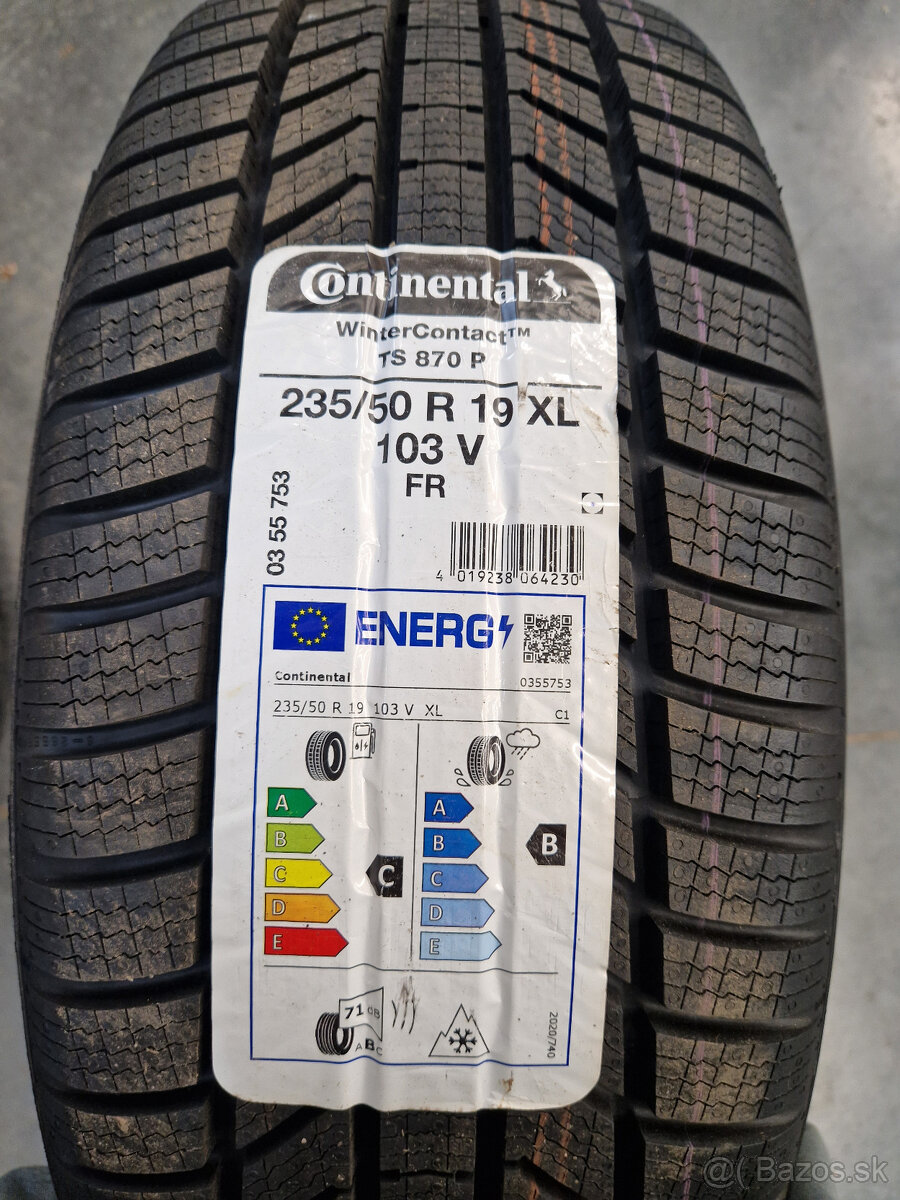 Continental
WinterContact™
TS 870 P
235/50 R 19 XL
103 V
FR
03 55 753
4 019238 064230
ENERG
Continental
0355753
235/50 R 19 103 V XL
C1
A
B
C
D
E
C
A
B
C
D
E
B
71 dB
ABC
2020/740
@( Bazos.sk